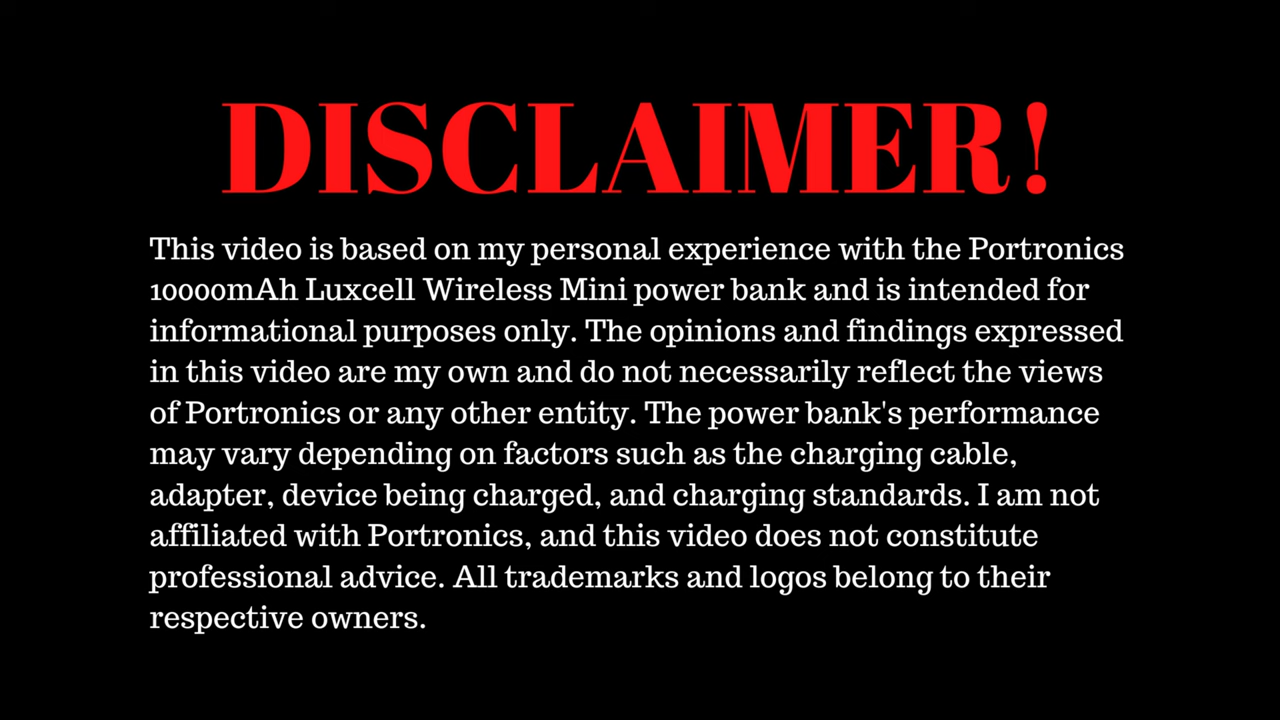 DISCLAIMER!
This video is based on my personal experience with the Portronics
10000mAh Luxcell Wireless Mini power bank and is intended for
informational purposes only. The opinions and findings expressed
in this video are my own and do not necessarily reflect the views
of Portronics or any other entity. The power bank's performance
may vary depending on factors such as the charging cable,
adapter, device being charged, and charging standards. I am not
affiliated with Portronics, and this video does not constitute
professional advice. All trademarks and logos belong to their
respective owners.